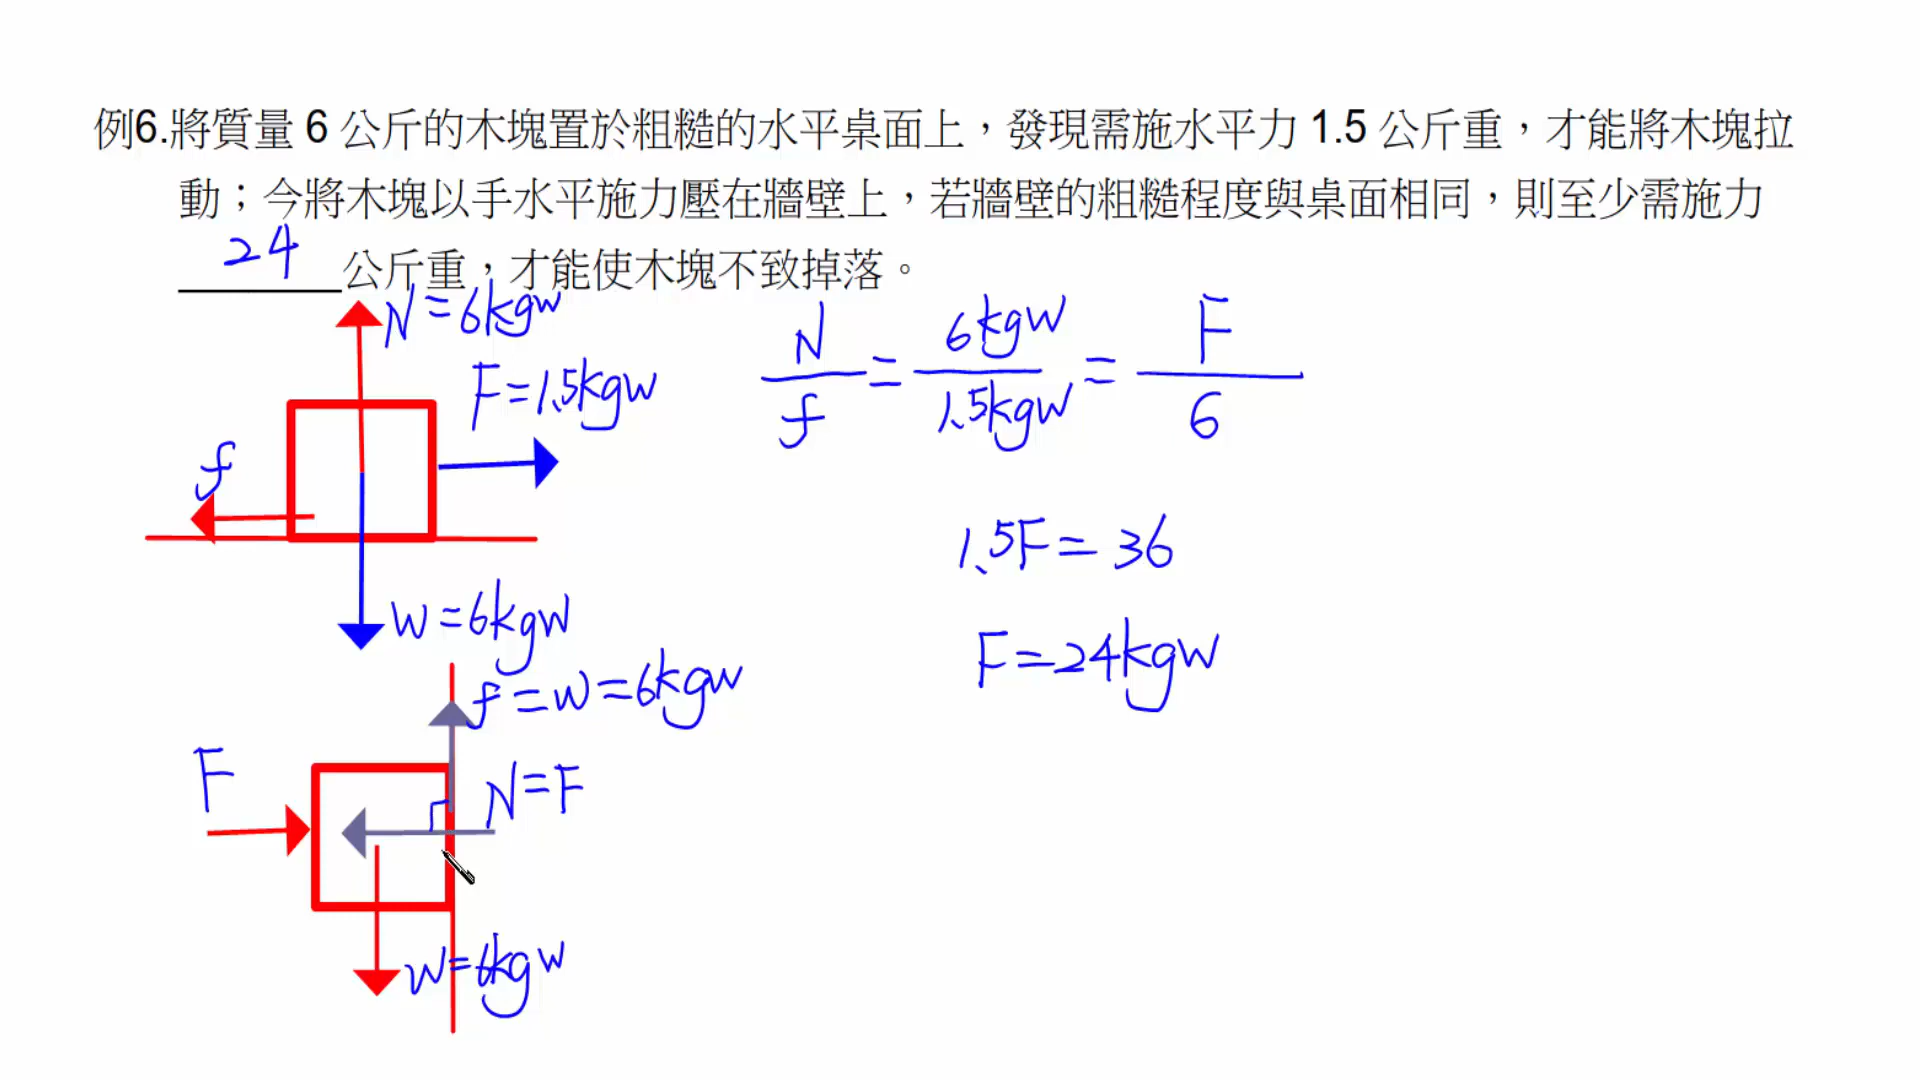 例6.將質量 6 公斤的木塊置於粗糙的水平桌面上，發現需施水平力 1.5 公斤重，才能將木塊拉
動；今將木塊以手水平施力壓在牆壁上，若牆壁的粗糙程度與桌面相同，則至少需施力
24 公斤重，才能使木塊不致掉落。
N=6kgw
F=1.5kgw
f
W=6kgw
N/f = 6kgw/1.5kgw = F/6
1.5F=36
F=24kgw
f=W=6kgw
F
N=F
W=6kgw